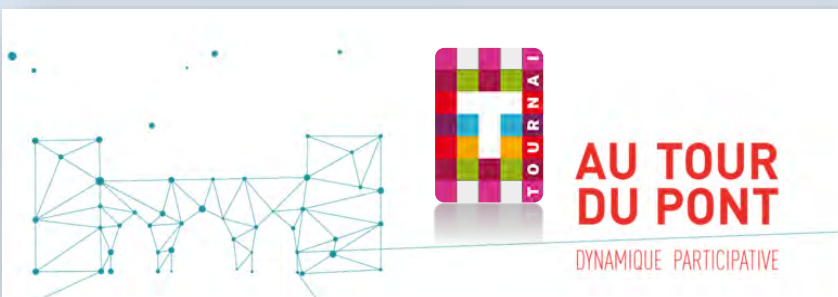 TOURNAI
AU TOUR
DU PONT
DYNAMIQUE PARTICIPATIVE